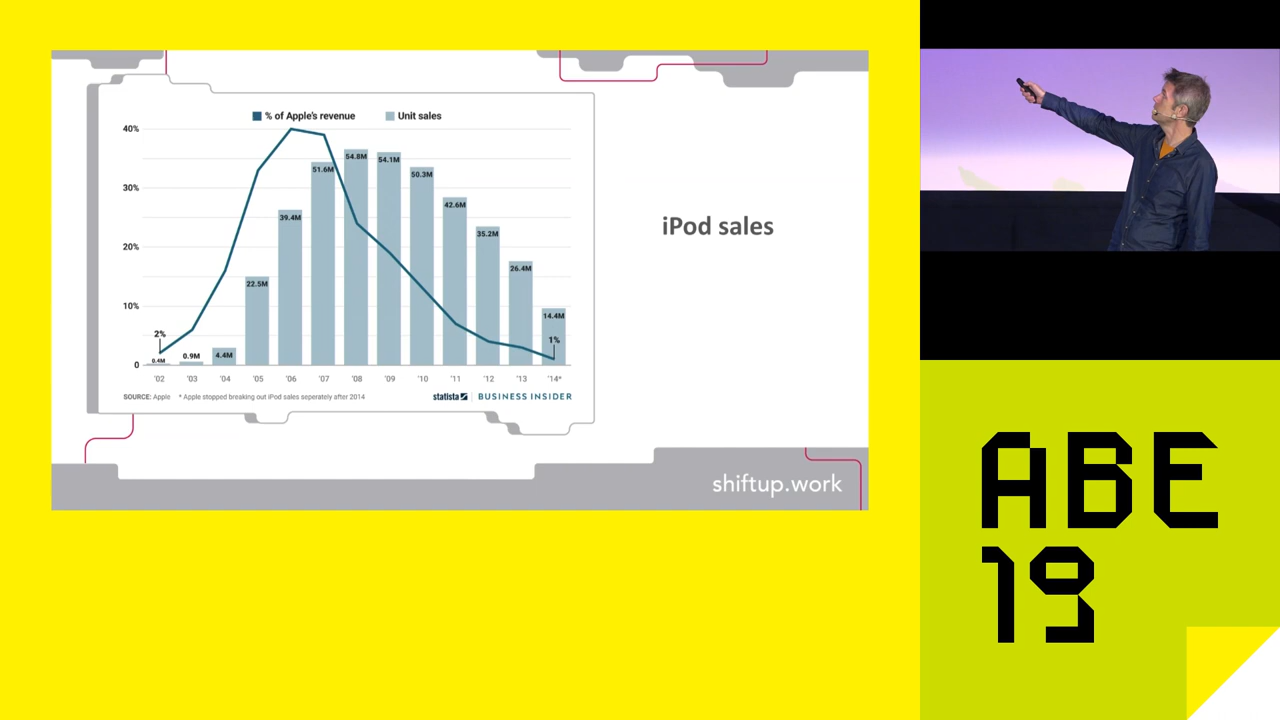 % of Apple's revenue
Unit sales
40%
30%
20%
10%
0
2%
0.4M
0.9M
4.4M
22.5M
39.4M
51.6M
54.8M
54.1M
50.3M
42.6M
35.2M
26.4M
14.4M
1%
'02 '03 '04 '05 '06 '07 '08 '09 '10 '11 '12 '13 '14*
SOURCE: Apple * Apple stopped breaking out iPod sales seperately after 2014
statista BUSINESS INSIDER
iPod sales
shiftup.work
ABE
19